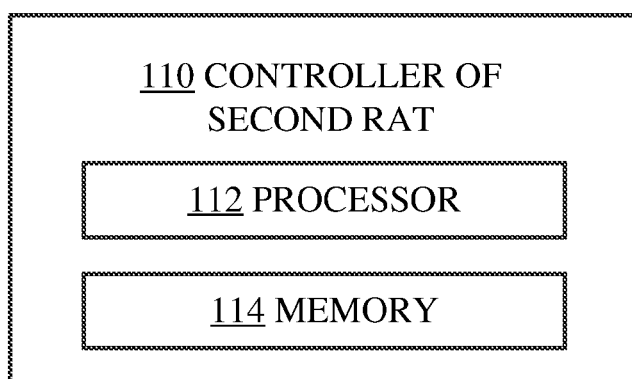 110 CONTROLLER OF
SECOND RAT
112 PROCESSOR
114 MEMORY